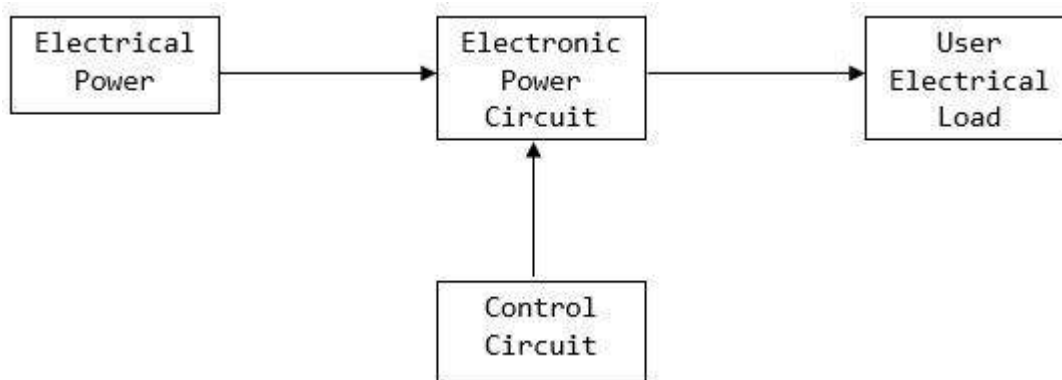 Electrical
Power
Electronic
Power
Circuit
User
Electrical
Load
Control
Circuit